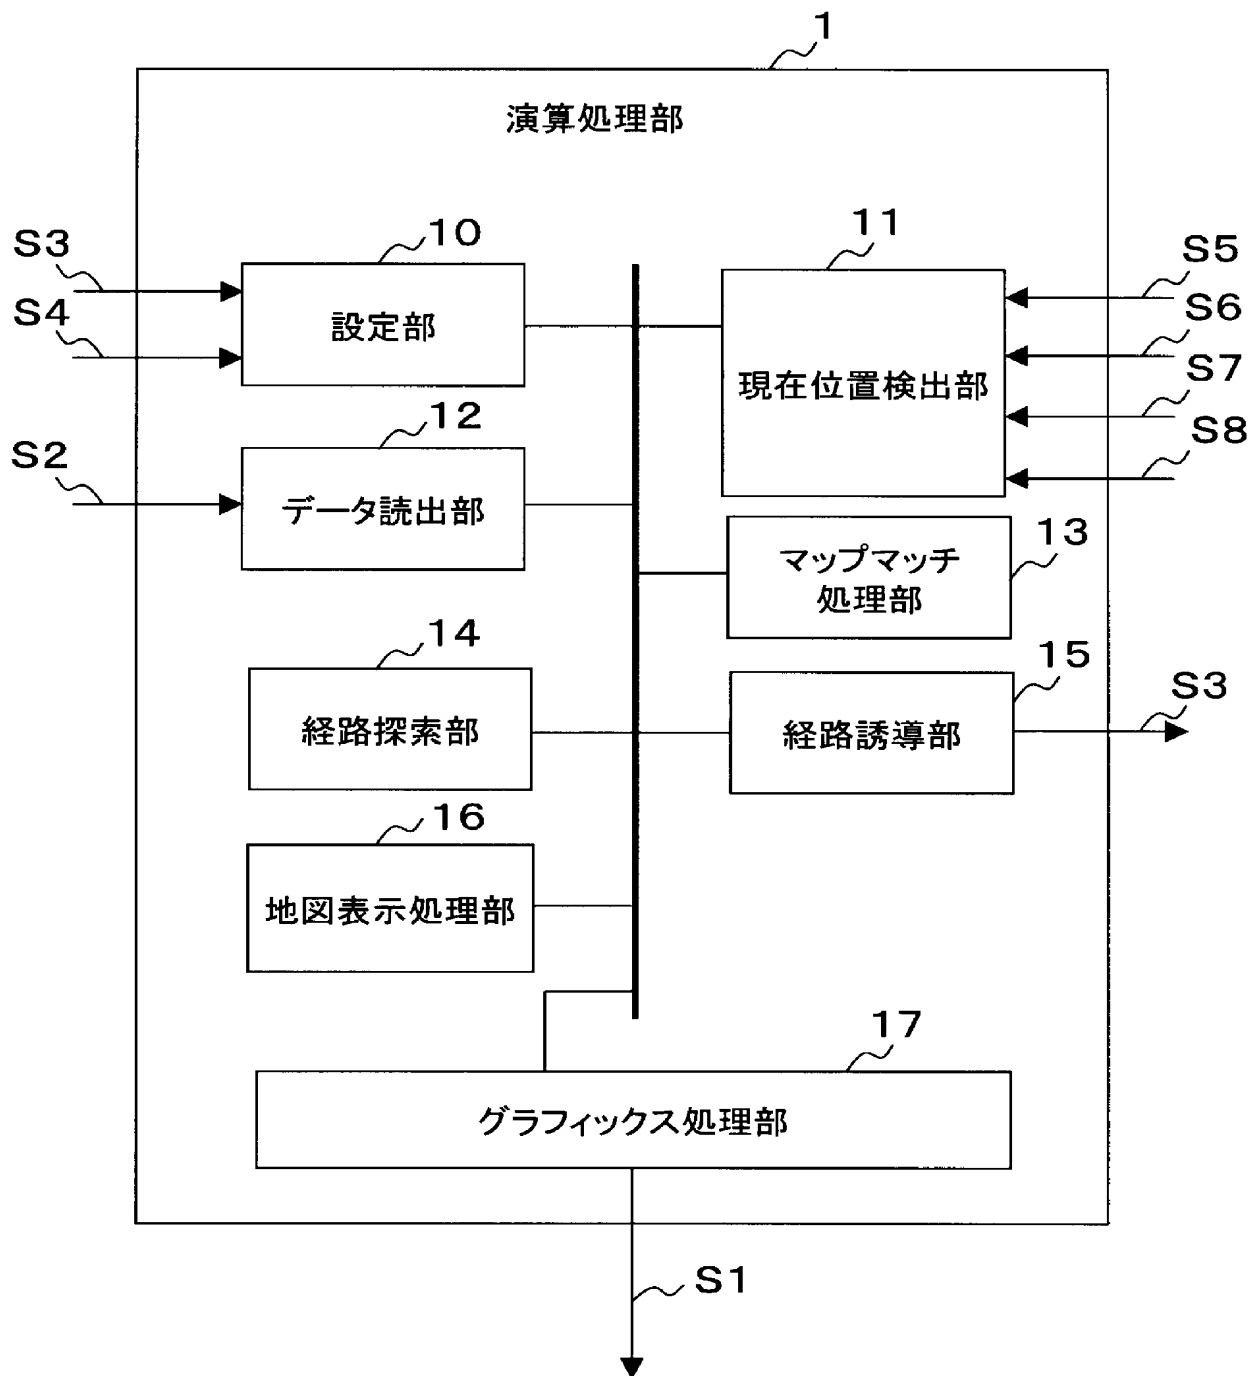 1
演算処理部
10
11
S3
S4
設定部
現在位置検出部
S5
S6
S7
S8
12
S2
データ読出部
13
マップマッチ
処理部
14
経路探索部
15
経路誘導部
S3
16
地図表示処理部
17
グラフィックス処理部
S1